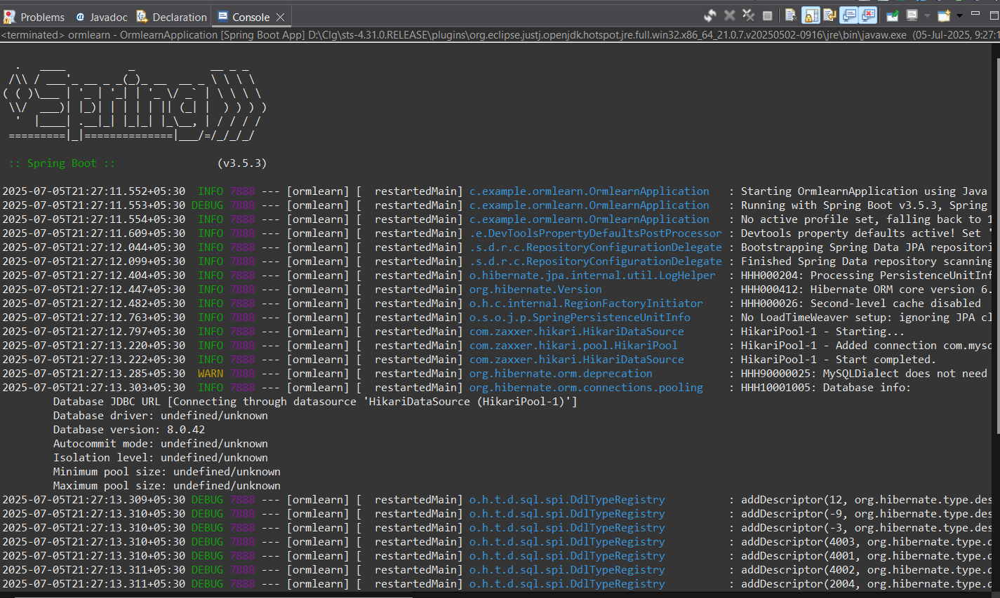 Problems @ Javadoc Declaration Console
<terminated> ormlearn - OrmlearnApplication [Spring Boot App] D:\Clg\sts-4.31.0.RELEASE\plugins\org.eclipse.justj.openjdk.hotspot.jre.full.win32.x86_64_21.0.7.v20250502-0916\jre\bin\javaw.exe (05-Jul-2025, 9:27:1
  .   ____          _            __ _ _
 /\\ / ___'_ __ _ _(_)_ __  __ _ \ \ \ \
( ( )\___ | '_ | '_| | '_ \/ _` | \ \ \ \
 \\/  ___)| |_)| | | | | || (_| |  ) ) ) )
  '  |____| .__|_| |_|_| |_\__, | / / / /
 =========|_|==============|___/=/_/_/_/
 :: Spring Boot ::                (v3.5.3)
2025-07-05T21:27:11.552+05:30  INFO 7888 --- [ormlearn] [  restartedMain] c.example.ormlearn.OrmlearnApplication   : Starting OrmlearnApplication using Java
2025-07-05T21:27:11.553+05:30 DEBUG 7888 --- [ormlearn] [  restartedMain] c.example.ormlearn.OrmlearnApplication   : Running with Spring Boot v3.5.3, Spring
2025-07-05T21:27:11.554+05:30  INFO 7888 --- [ormlearn] [  restartedMain] c.example.ormlearn.OrmlearnApplication   : No active profile set, falling back to 1
2025-07-05T21:27:11.609+05:30  INFO 7888 --- [ormlearn] [  restartedMain] .e.DevToolsPropertyDefaultsPostProcessor : Devtools property defaults active! Set '
2025-07-05T21:27:12.044+05:30  INFO 7888 --- [ormlearn] [  restartedMain] .s.d.r.c.RepositoryConfigurationDelegate : Bootstrapping Spring Data JPA repositori
2025-07-05T21:27:12.099+05:30  INFO 7888 --- [ormlearn] [  restartedMain] .s.d.r.c.RepositoryConfigurationDelegate : Finished Spring Data repository scanning
2025-07-05T21:27:12.404+05:30  INFO 7888 --- [ormlearn] [  restartedMain] o.hibernate.jpa.internal.util.LogHelper  : HHH000204: Processing PersistenceUnitInf
2025-07-05T21:27:12.447+05:30  INFO 7888 --- [ormlearn] [  restartedMain] org.hibernate.Version                    : HHH000412: Hibernate ORM core version 6.
2025-07-05T21:27:12.482+05:30  INFO 7888 --- [ormlearn] [  restartedMain] o.h.c.internal.RegionFactoryInitiator    : HHH000026: Second-level cache disabled
2025-07-05T21:27:12.763+05:30  INFO 7888 --- [ormlearn] [  restartedMain] o.s.o.j.p.SpringPersistenceUnitInfo      : No LoadTimeWeaver setup: ignoring JPA cl
2025-07-05T21:27:12.797+05:30  INFO 7888 --- [ormlearn] [  restartedMain] com.zaxxer.hikari.HikariDataSource       : HikariPool-1 - Starting...
2025-07-05T21:27:13.220+05:30  INFO 7888 --- [ormlearn] [  restartedMain] com.zaxxer.hikari.pool.HikariPool        : HikariPool-1 - Added connection com.mysq
2025-07-05T21:27:13.222+05:30  INFO 7888 --- [ormlearn] [  restartedMain] com.zaxxer.hikari.HikariDataSource       : HikariPool-1 - Start completed.
2025-07-05T21:27:13.285+05:30  WARN 7888 --- [ormlearn] [  restartedMain] org.hibernate.orm.deprecation            : HHH90000025: MySQLDialect does not need
2025-07-05T21:27:13.303+05:30  INFO 7888 --- [ormlearn] [  restartedMain] org.hibernate.orm.connections.pooling    : HHH10001005: Database info:
Database JDBC URL [Connecting through datasource 'HikariDataSource (HikariPool-1)']
Database driver: undefined/unknown
Database version: 8.0.42
Autocommit mode: undefined/unknown
Isolation level: undefined/unknown
Minimum pool size: undefined/unknown
Maximum pool size: undefined/unknown
2025-07-05T21:27:13.309+05:30 DEBUG 7888 --- [ormlearn] [  restartedMain] o.h.t.d.sql.spi.DdlTypeRegistry          : addDescriptor(12, org.hibernate.type.des
2025-07-05T21:27:13.310+05:30 DEBUG 7888 --- [ormlearn] [  restartedMain] o.h.t.d.sql.spi.DdlTypeRegistry          : addDescriptor(-9, org.hibernate.type.des
2025-07-05T21:27:13.310+05:30 DEBUG 7888 --- [ormlearn] [  restartedMain] o.h.t.d.sql.spi.DdlTypeRegistry          : addDescriptor(-3, org.hibernate.type.des
2025-07-05T21:27:13.310+05:30 DEBUG 7888 --- [ormlearn] [  restartedMain] o.h.t.d.sql.spi.DdlTypeRegistry          : addDescriptor(4003, org.hibernate.type.d
2025-07-05T21:27:13.310+05:30 DEBUG 7888 --- [ormlearn] [  restartedMain] o.h.t.d.sql.spi.DdlTypeRegistry          : addDescriptor(4001, org.hibernate.type.d
2025-07-05T21:27:13.311+05:30 DEBUG 7888 --- [ormlearn] [  restartedMain] o.h.t.d.sql.spi.DdlTypeRegistry          : addDescriptor(4002, org.hibernate.type.d
2025-07-05T21:27:13.311+05:30 DEBUG 7888 --- [ormlearn] [  restartedMain] o.h.t.d.sql.spi.DdlTypeRegistry          : addDescriptor(2004, org.hibernate.type.d